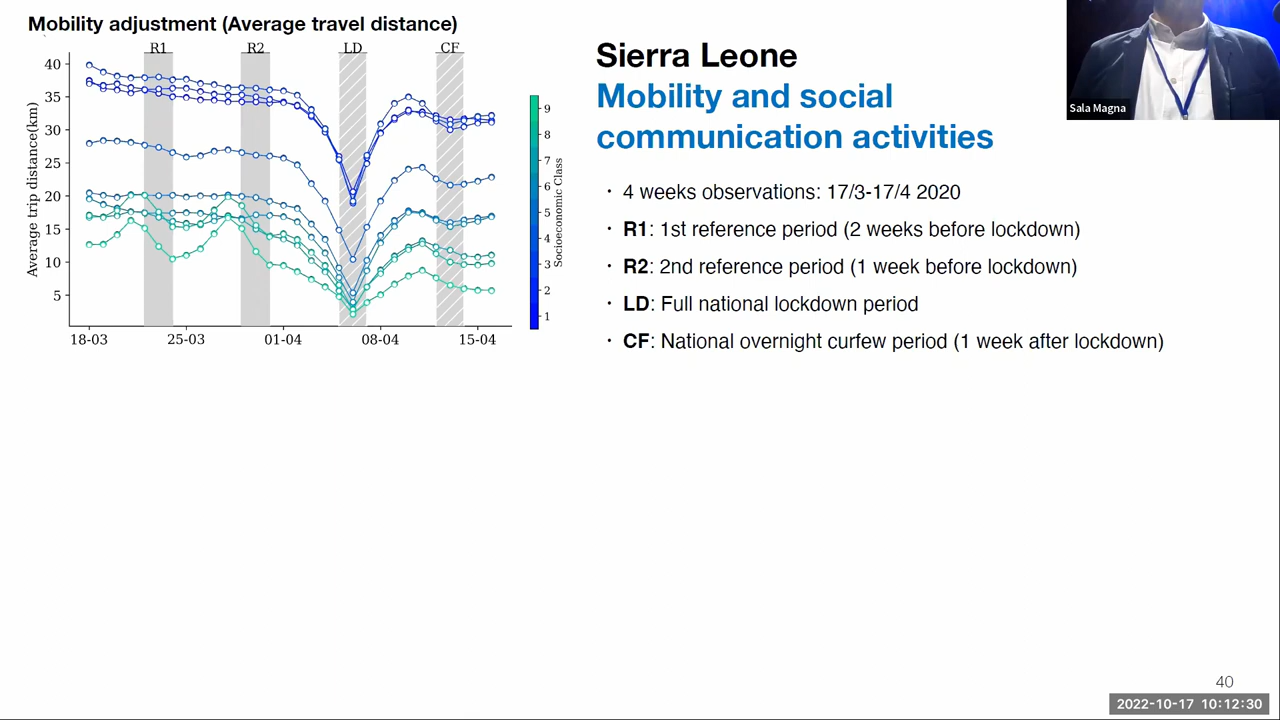 Mobility adjustment (Average travel distance)
R1 R2 LD CF
40
35
30
25
20
15
10
5
Average trip distance(km)
18-03 25-03 01-04 08-04 15-04
9
8
7
6
5
4
3
2
1
Socioeconomic Class
Sierra Leone
Mobility and social
communication activities
• 4 weeks observations: 17/3-17/4 2020
• R1: 1st reference period (2 weeks before lockdown)
• R2: 2nd reference period (1 week before lockdown)
• LD: Full national lockdown period
• CF: National overnight curfew period (1 week after lockdown)
Sala Magna
40
2022-10-17 10:12:30